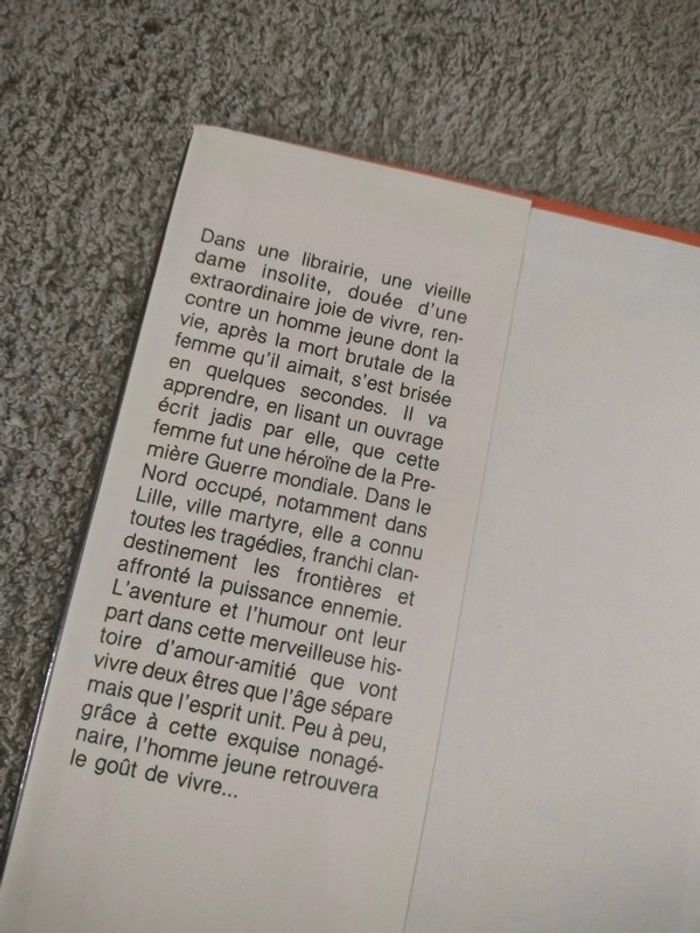 Dans une librairie, une vieille
dame insolite, douée d'une
extraordinaire joie de vivre, ren-
contre un homme jeune dont la
vie, après la mort brutale de la
femme qu'il aimait, s'est brisée
en quelques secondes. Il va
apprendre, en lisant un ouvrage
écrit jadis par elle, que cette
femme fut une héroïne de la Pre-
mière Guerre mondiale. Dans le
Nord occupé, notamment dans
Lille, ville martyre, elle a connu
toutes les tragédies, franchi clan-
destinement les frontières et
affronté la puissance ennemie.
L'aventure et l'humour ont leur
part dans cette merveilleuse his-
toire d'amour-amitié que vont
vivre deux êtres que l'âge sépare
mais que l'esprit unit. Peu à peu,
grâce à cette exquise nonagé-
naire, l'homme jeune retrouvera
le goût de vivre...